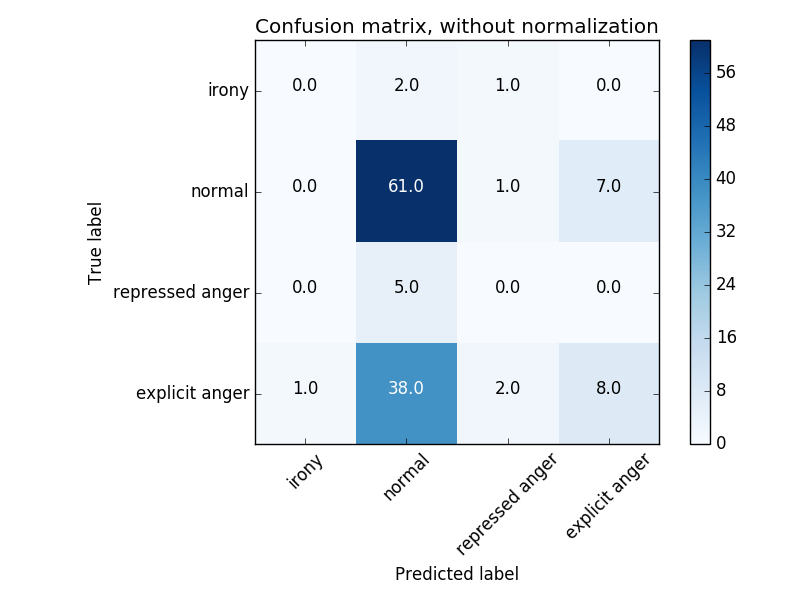 Confusion matrix, without normalization
irony 0.0 2.0 1.0 0.0
normal 0.0 61.0 1.0 7.0
repressed anger 0.0 5.0 0.0 0.0
explicit anger 1.0 38.0 2.0 8.0
irony normal repressed anger explicit anger
True label
Predicted label
56
48
40
32
24
16
8
0